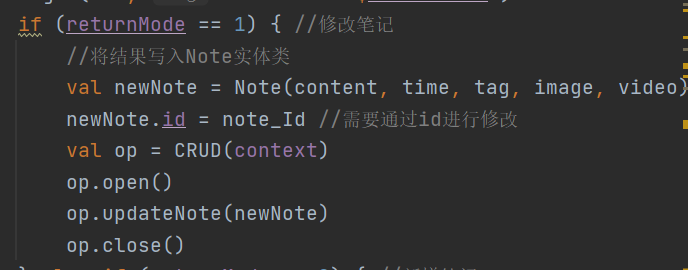 if (returnMode == 1) { //修改笔记
//将结果写入Note实体类
val newNote = Note(content, time, tag, image, video)
newNote.id = note_Id //需要通过id进行修改
val op = CRUD(context)
op.open()
op.updateNote(newNote)
op.close()